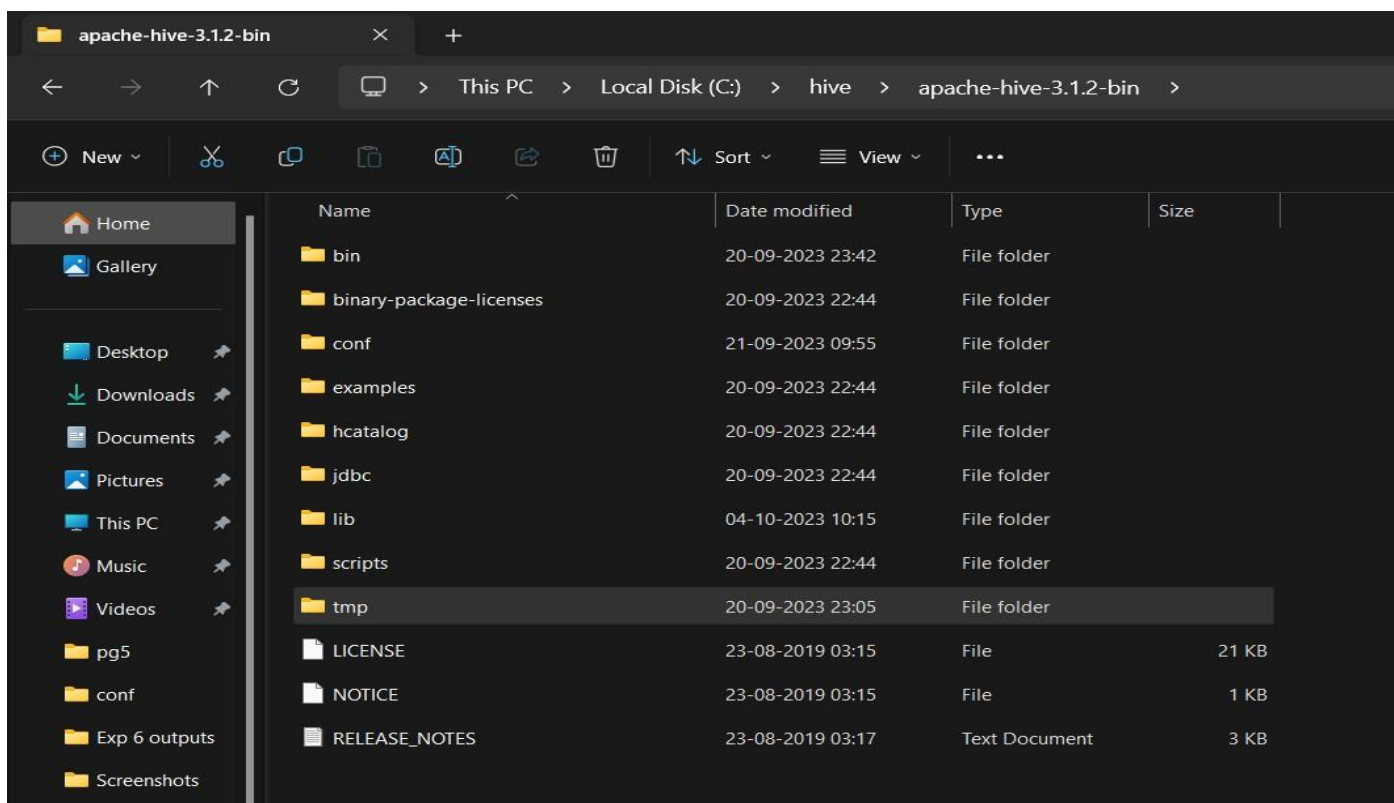 apache-hive-3.1.2-bin
This PC > Local Disk (C:) > hive > apache-hive-3.1.2-bin >
New Sort View
Name Date modified Type Size
Home
Gallery
Desktop
Downloads
Documents
Pictures
This PC
Music
Videos
pg5
conf
Exp 6 outputs
Screenshots
bin 20-09-2023 23:42 File folder
binary-package-licenses 20-09-2023 22:44 File folder
conf 21-09-2023 09:55 File folder
examples 20-09-2023 22:44 File folder
hcatalog 20-09-2023 22:44 File folder
jdbc 20-09-2023 22:44 File folder
lib 04-10-2023 10:15 File folder
scripts 20-09-2023 22:44 File folder
tmp 20-09-2023 23:05 File folder
LICENSE 23-08-2019 03:15 File 21 KB
NOTICE 23-08-2019 03:15 File 1 KB
RELEASE_NOTES 23-08-2019 03:17 Text Document 3 KB